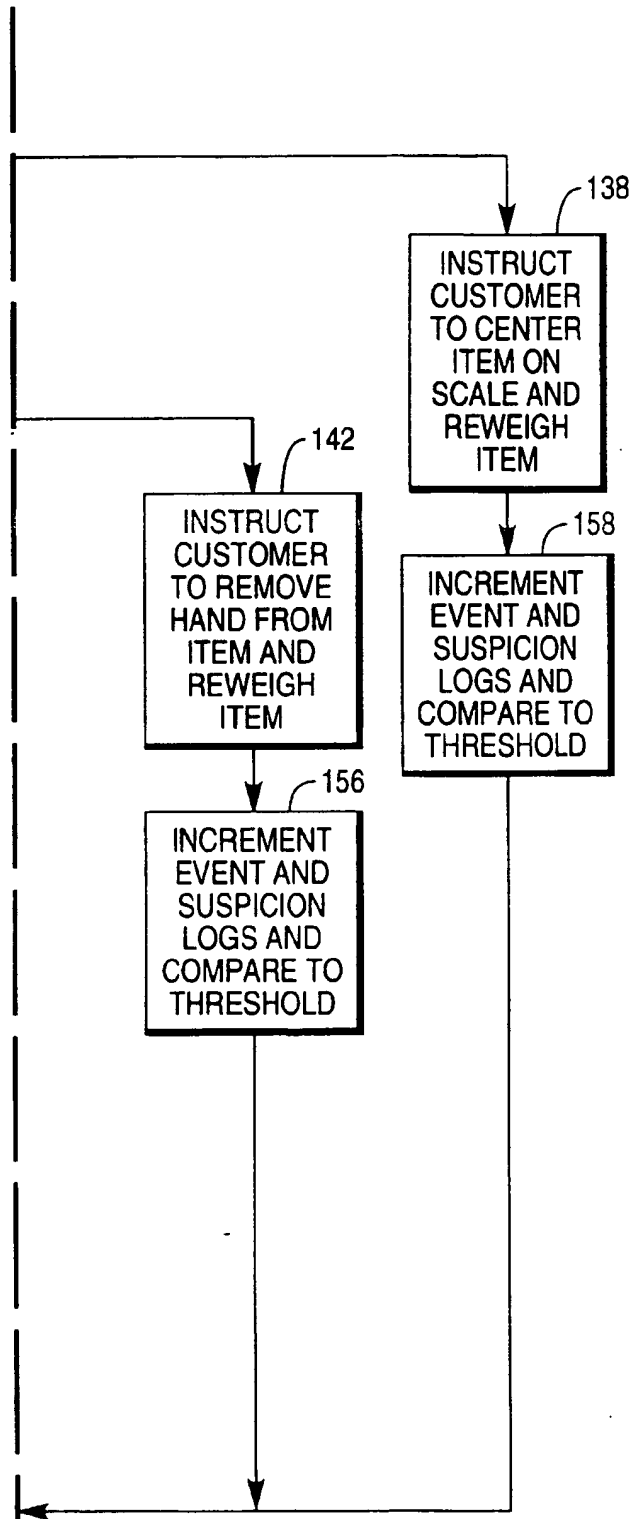 138
INSTRUCT
CUSTOMER
TO CENTER
ITEM ON
SCALE AND
REWEIGH
ITEM
142
INSTRUCT
CUSTOMER
TO REMOVE
HAND FROM
ITEM AND
REWEIGH
ITEM
158
INCREMENT
EVENT AND
SUSPICION
LOGS AND
COMPARE TO
THRESHOLD
156
INCREMENT
EVENT AND
SUSPICION
LOGS AND
COMPARE TO
THRESHOLD